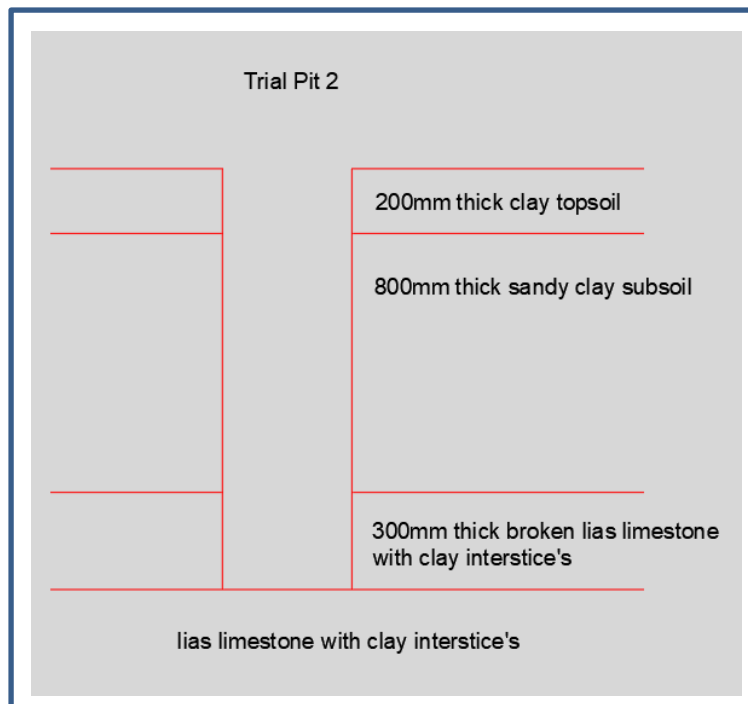 Trial Pit 2
200mm thick clay topsoil
800mm thick sandy clay subsoil
300mm thick broken lias limestone
with clay interstice's
lias limestone with clay interstice's